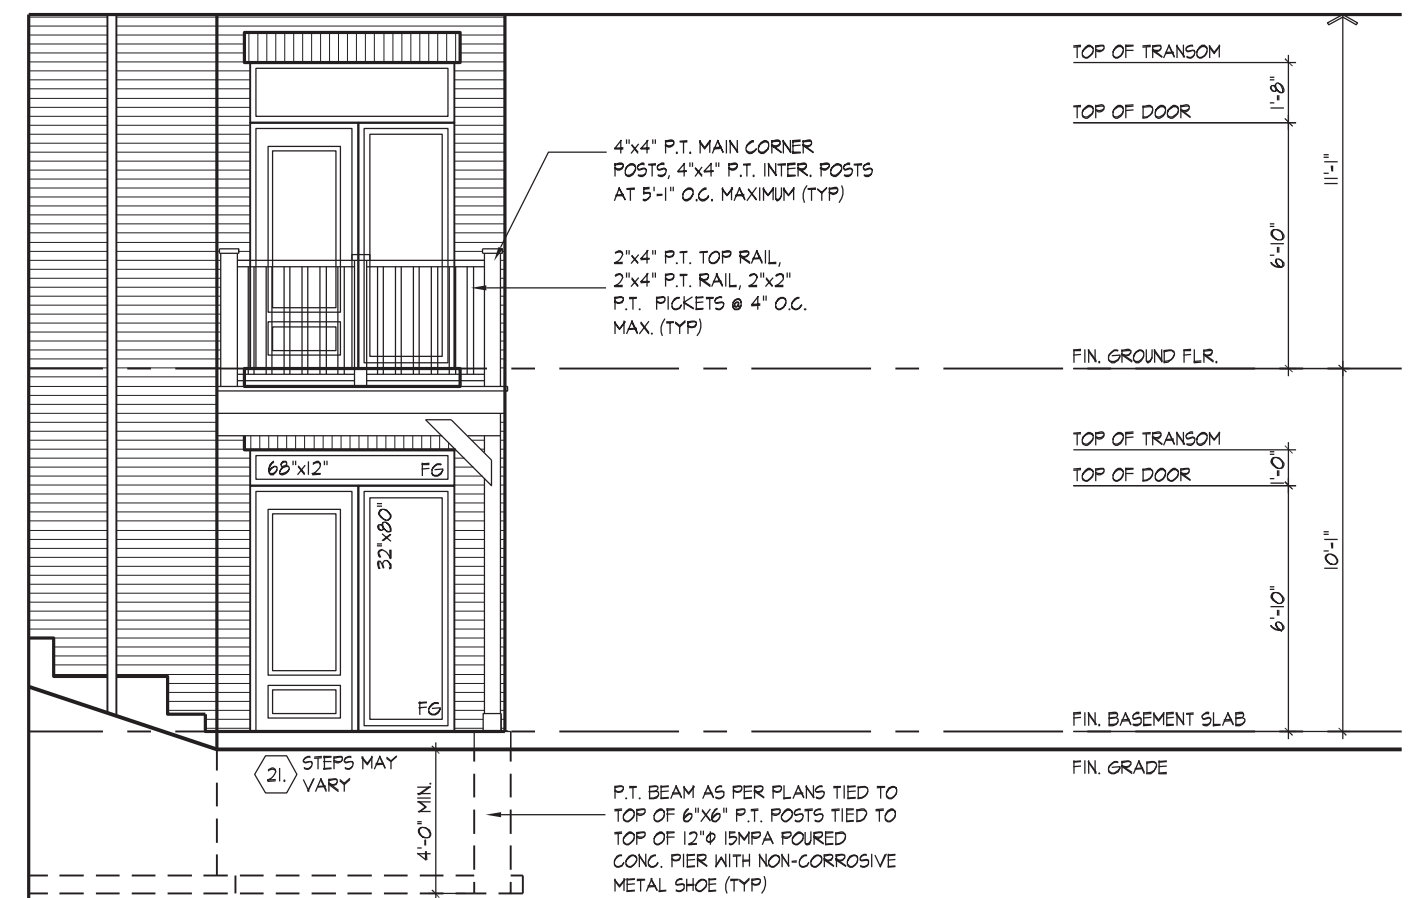 TOP OF TRANSOM
1'-8"
TOP OF DOOR
4"x4" P.T. MAIN CORNER
POSTS, 4"x4" P.T. INTER. POSTS
AT 5'-1" O.C. MAXIMUM (TYP)
11'-1"
6'-10"
2"x4" P.T. TOP RAIL,
2"x4" P.T. RAIL, 2"x2"
P.T. PICKETS @ 4" O.C.
MAX. (TYP)
FIN. GROUND FLR.
TOP OF TRANSOM
1'-0"
TOP OF DOOR
68"x12" FG
32"x80"
10'-1"
6'-10"
FG
FIN. BASEMENT SLAB
FIN. GRADE
21.
STEPS MAY
VARY
4'-0" MIN.
P.T. BEAM AS PER PLANS TIED TO
TOP OF 6"X6" P.T. POSTS TIED TO
TOP OF 12"Φ 15MPA POURED
CONC. PIER WITH NON-CORROSIVE
METAL SHOE (TYP)